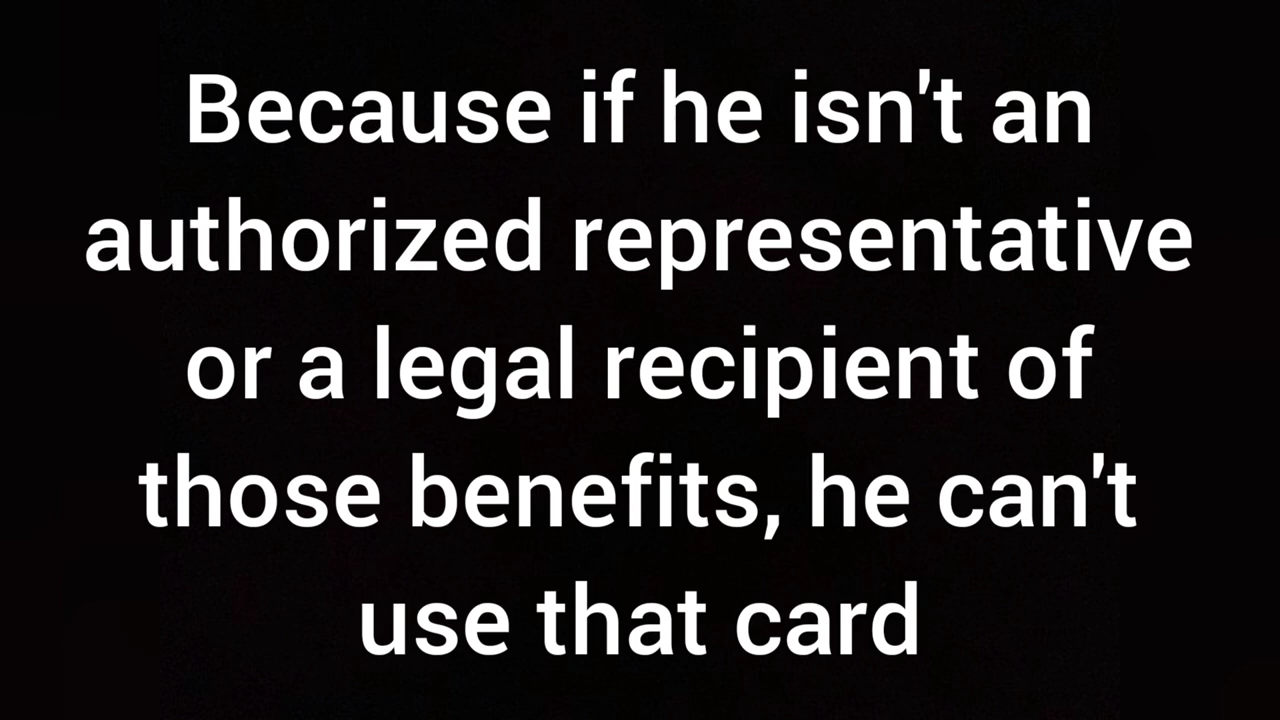 Because if he isn't an
authorized representative
or a legal recipient of
those benefits, he can't
use that card